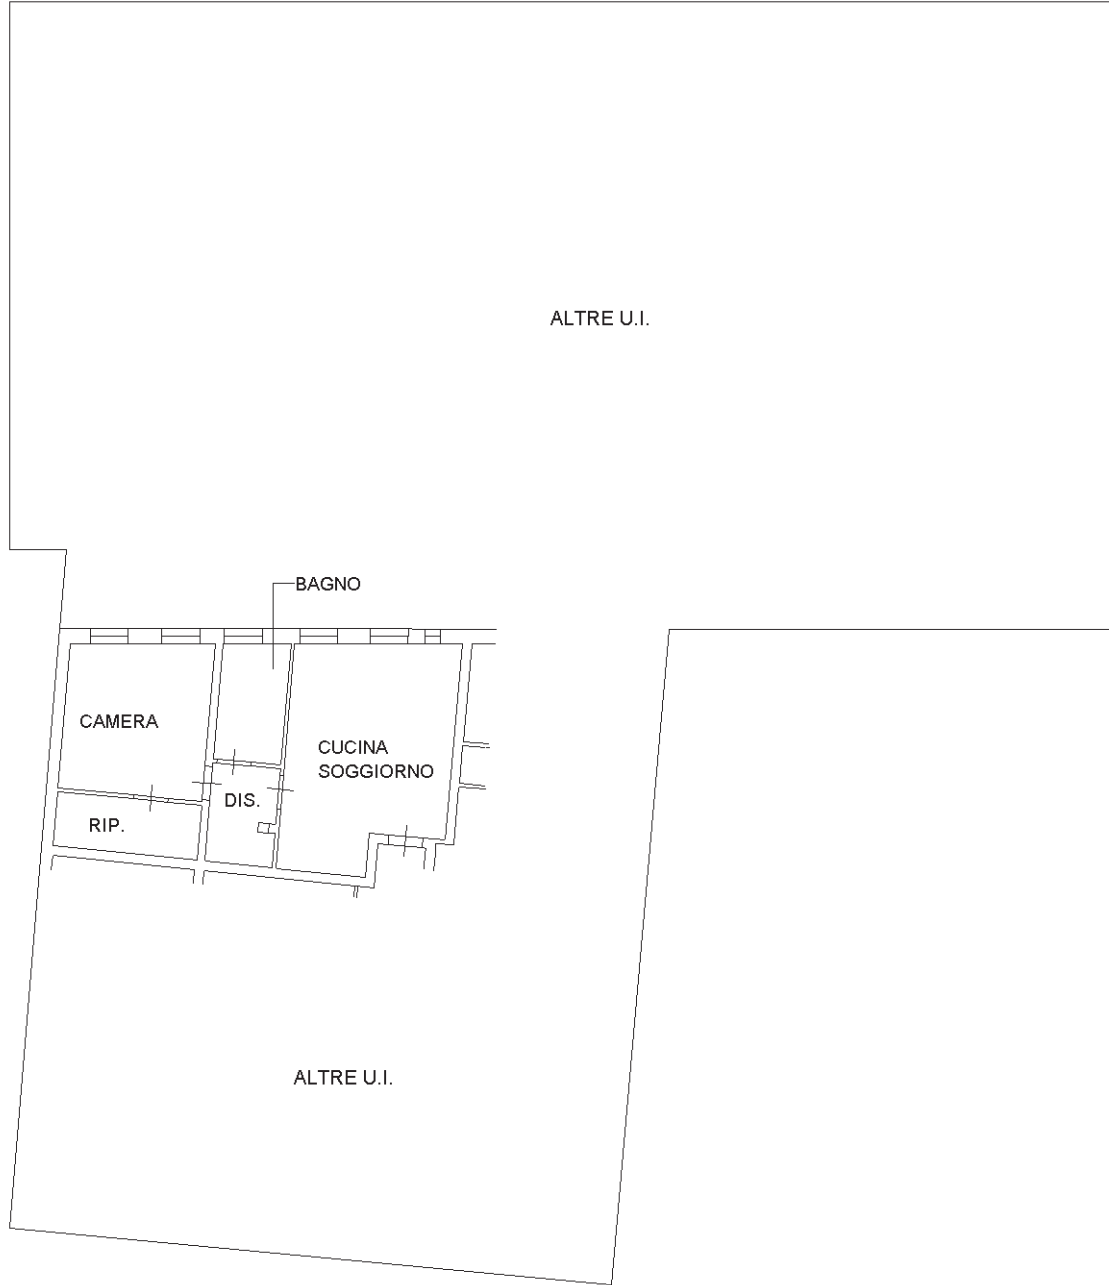 ALTRE U.I.
BAGNO
CAMERA
CUCINA
SOGGIORNO
DIS.
RIP.
ALTRE U.I.